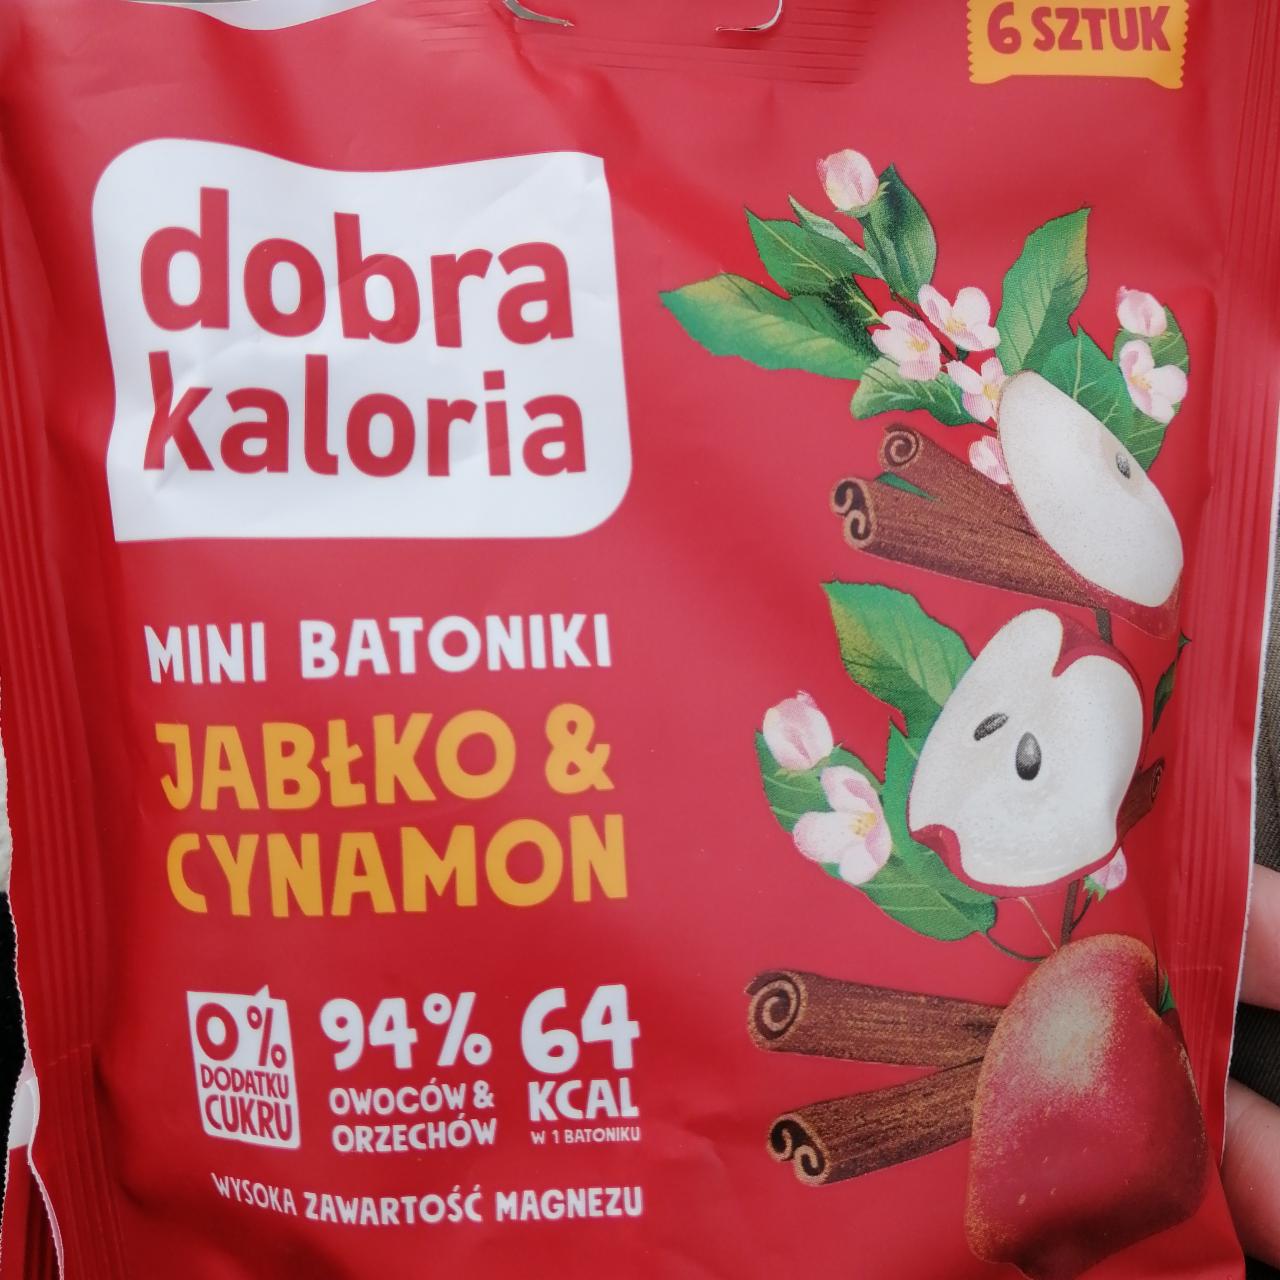 6 SZTUK
dobra
kaloria
MINI BATONIKI
JABŁKO &
CYNAMON
0%
DODATKU
CUKRU
94%
OWOCÓW &
ORZECHÓW
64
KCAL
W 1 BATONIKU
WYSOKA ZAWARTOŚĆ MAGNEZU